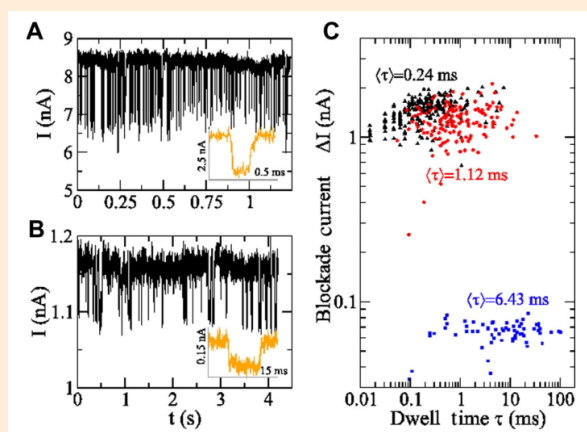 A
9
8
7
6
5
I (nA)
0
0.25
0.5
0.75
1
2.5 nA
0.5 ms
B
1.2
1.1
1
I (nA)
0
1
2
3
4
t (s)
0.15 nA
15 ms
C
⟨τ⟩=0.24 ms
⟨τ⟩=1.12 ms
⟨τ⟩=6.43 ms
1
0.1
Blockade current ΔI (nA)
0.01
0.1
1
10
100
Dwell time τ (ms)